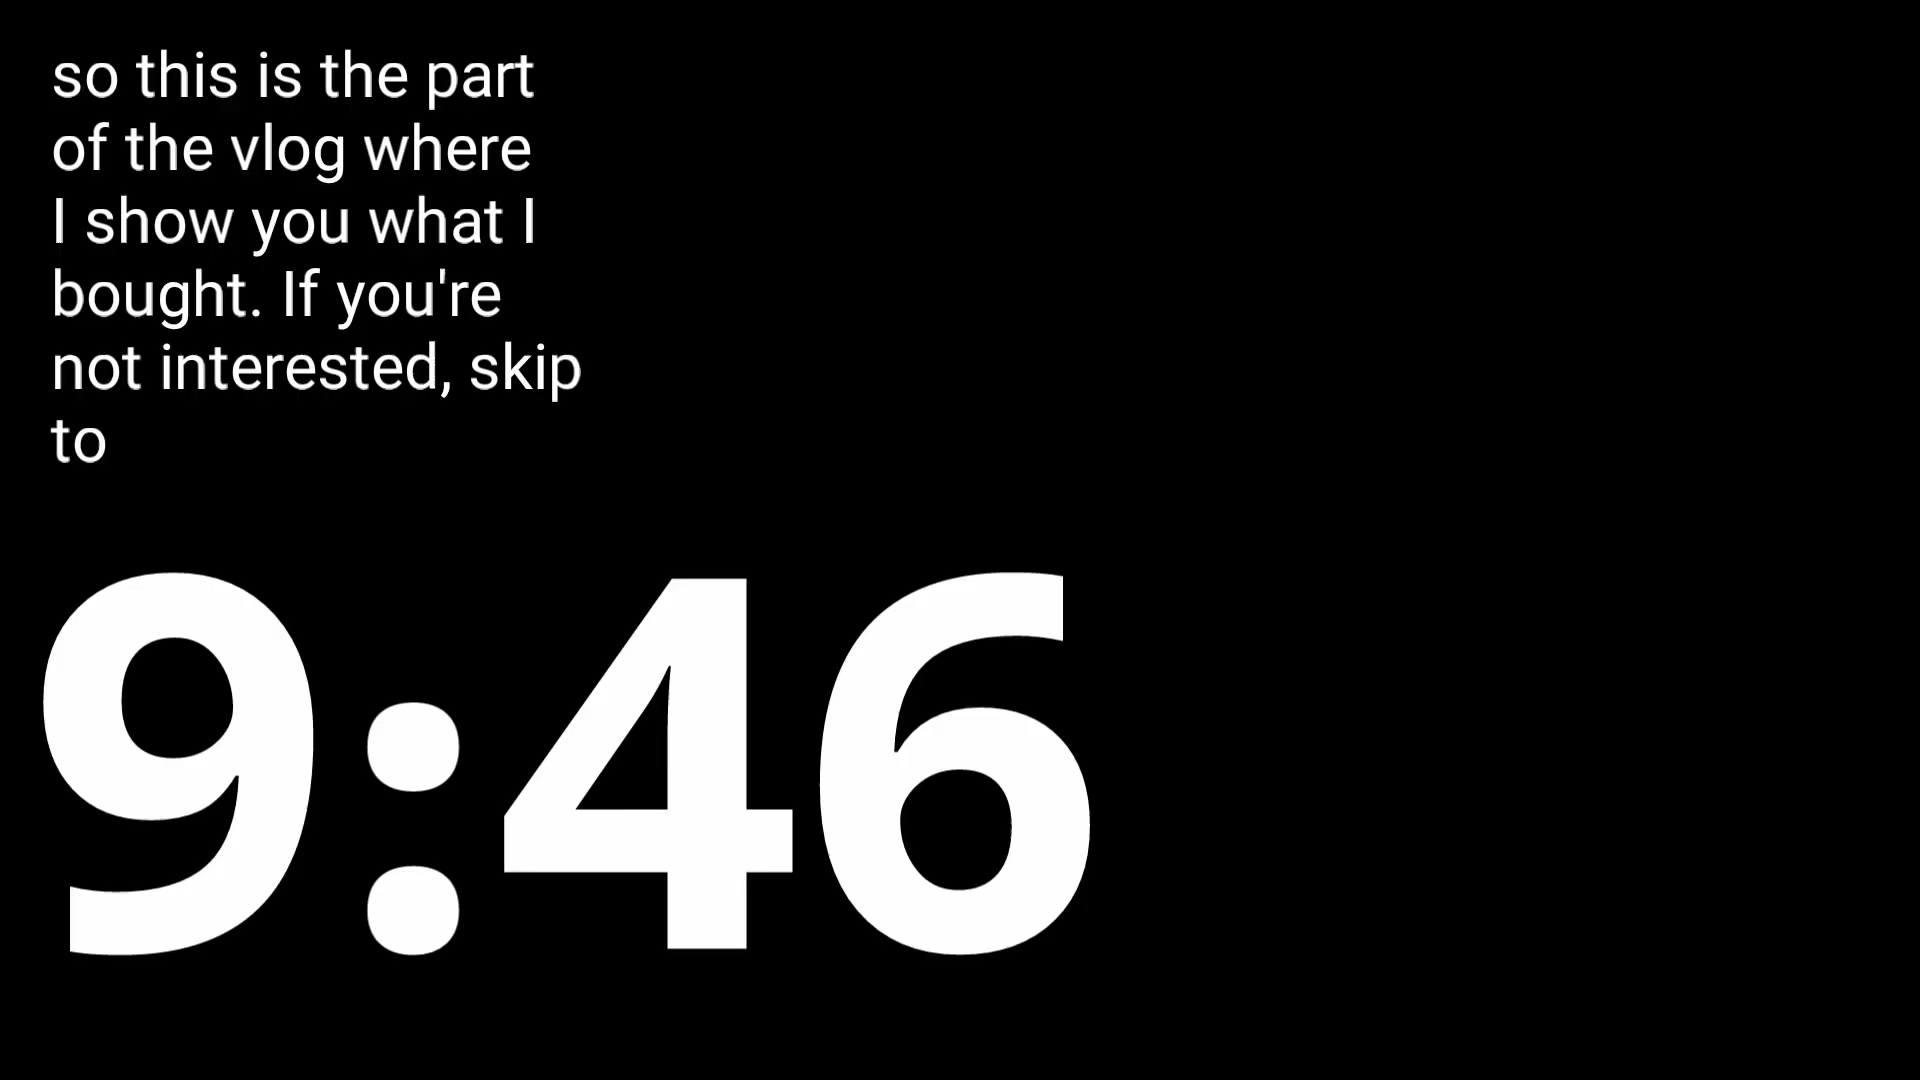 so this is the part
of the vlog where
I show you what I
bought. If you're
not interested, skip
to
9:46